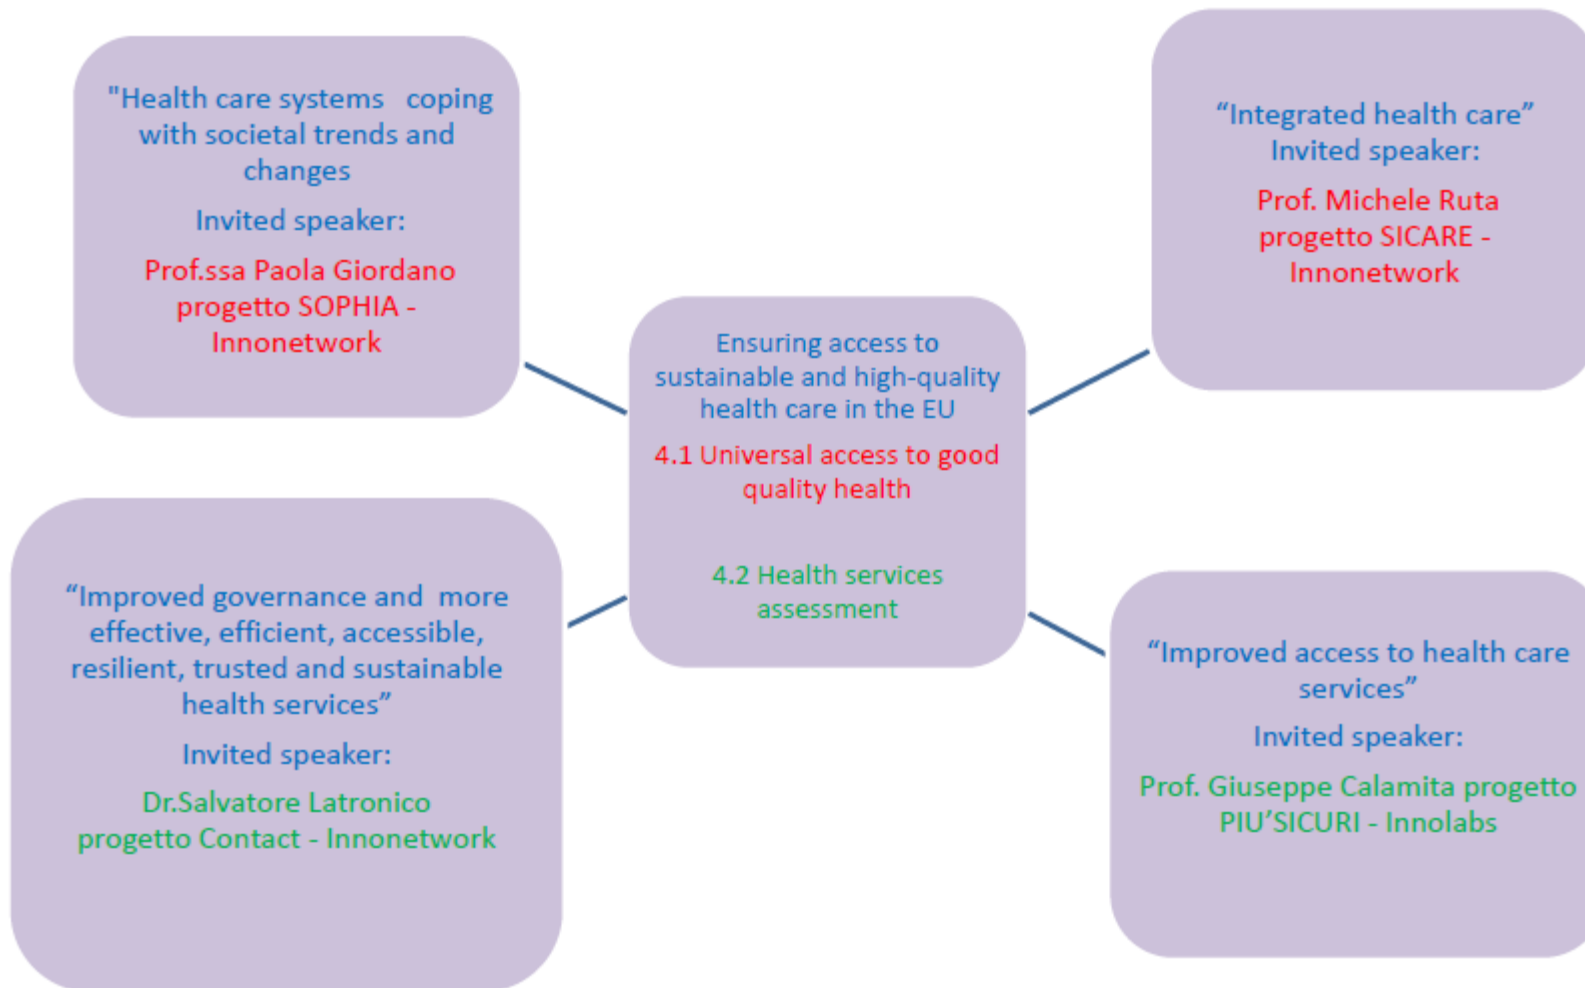 "Health care systems coping
with societal trends and
changes
Invited speaker:
Prof.ssa Paola Giordano
progetto SOPHIA -
Innonetwork
“Integrated health care”
Invited speaker:
Prof. Michele Ruta
progetto SICARE -
Innonetwork
Ensuring access to
sustainable and high-quality
health care in the EU
4.1 Universal access to good
quality health
4.2 Health services
assessment
“Improved governance and more
effective, efficient, accessible,
resilient, trusted and sustainable
health services”
Invited speaker:
Dr.Salvatore Latronico
progetto Contact - Innonetwork
“Improved access to health care
services”
Invited speaker:
Prof. Giuseppe Calamita progetto
PIU’SICURI - Innolabs